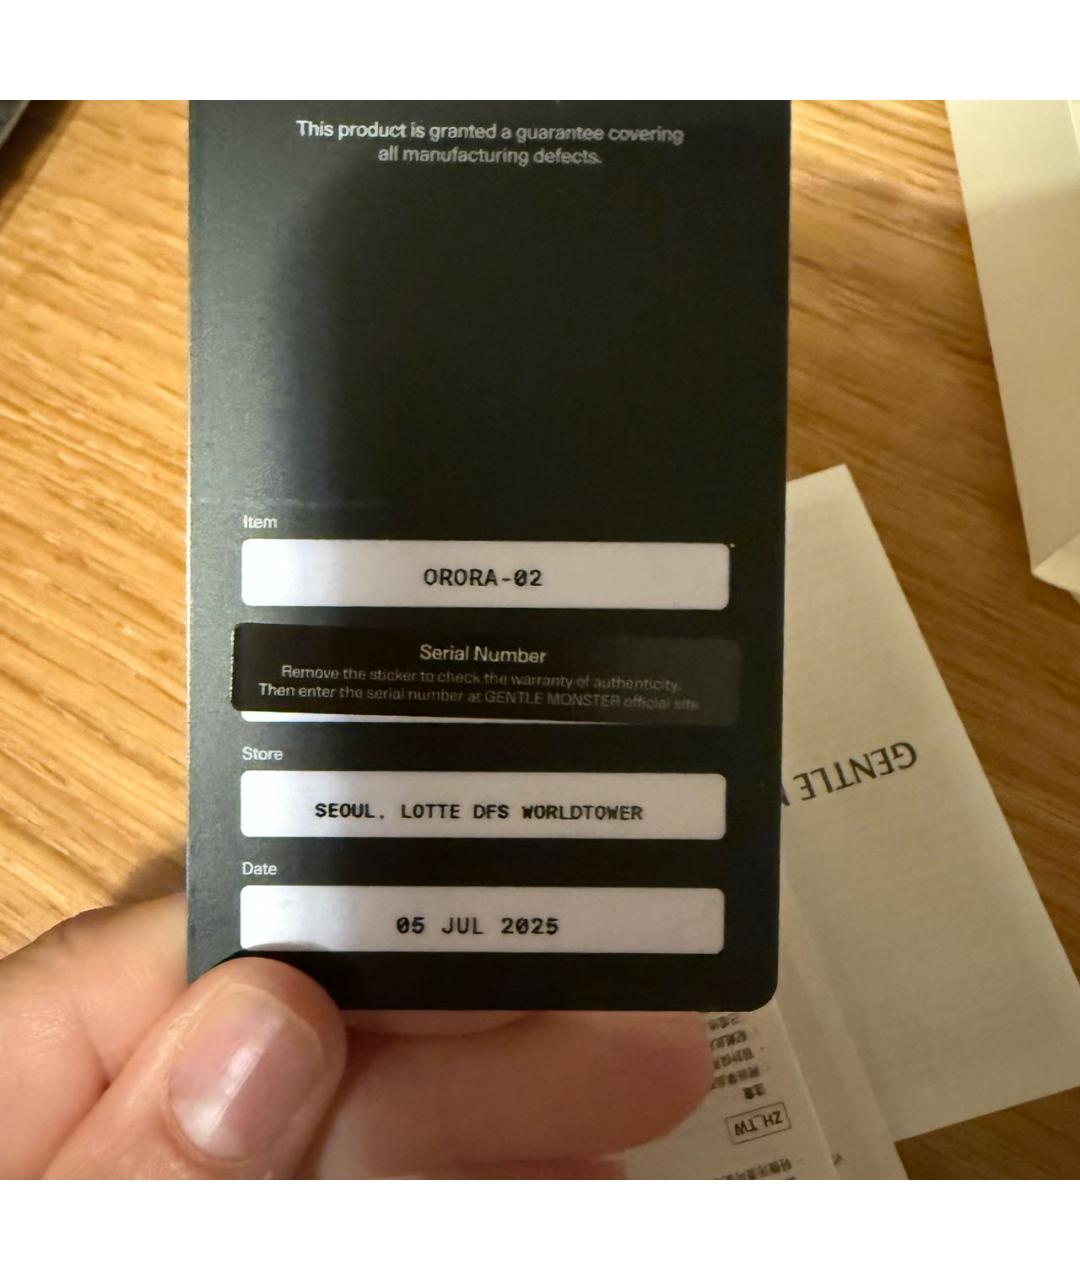 This product is granted a guarantee covering
all manufacturing defects.
Item
ORORA-02
Serial Number
Remove the sticker to check the warranty of authenticity.
Then enter the serial number at GENTLE MONSTER official site
Store
SEOUL. LOTTE DFS WORLDTOWER
Date
05 JUL 2025
GENTLE
ZH_TW
注意